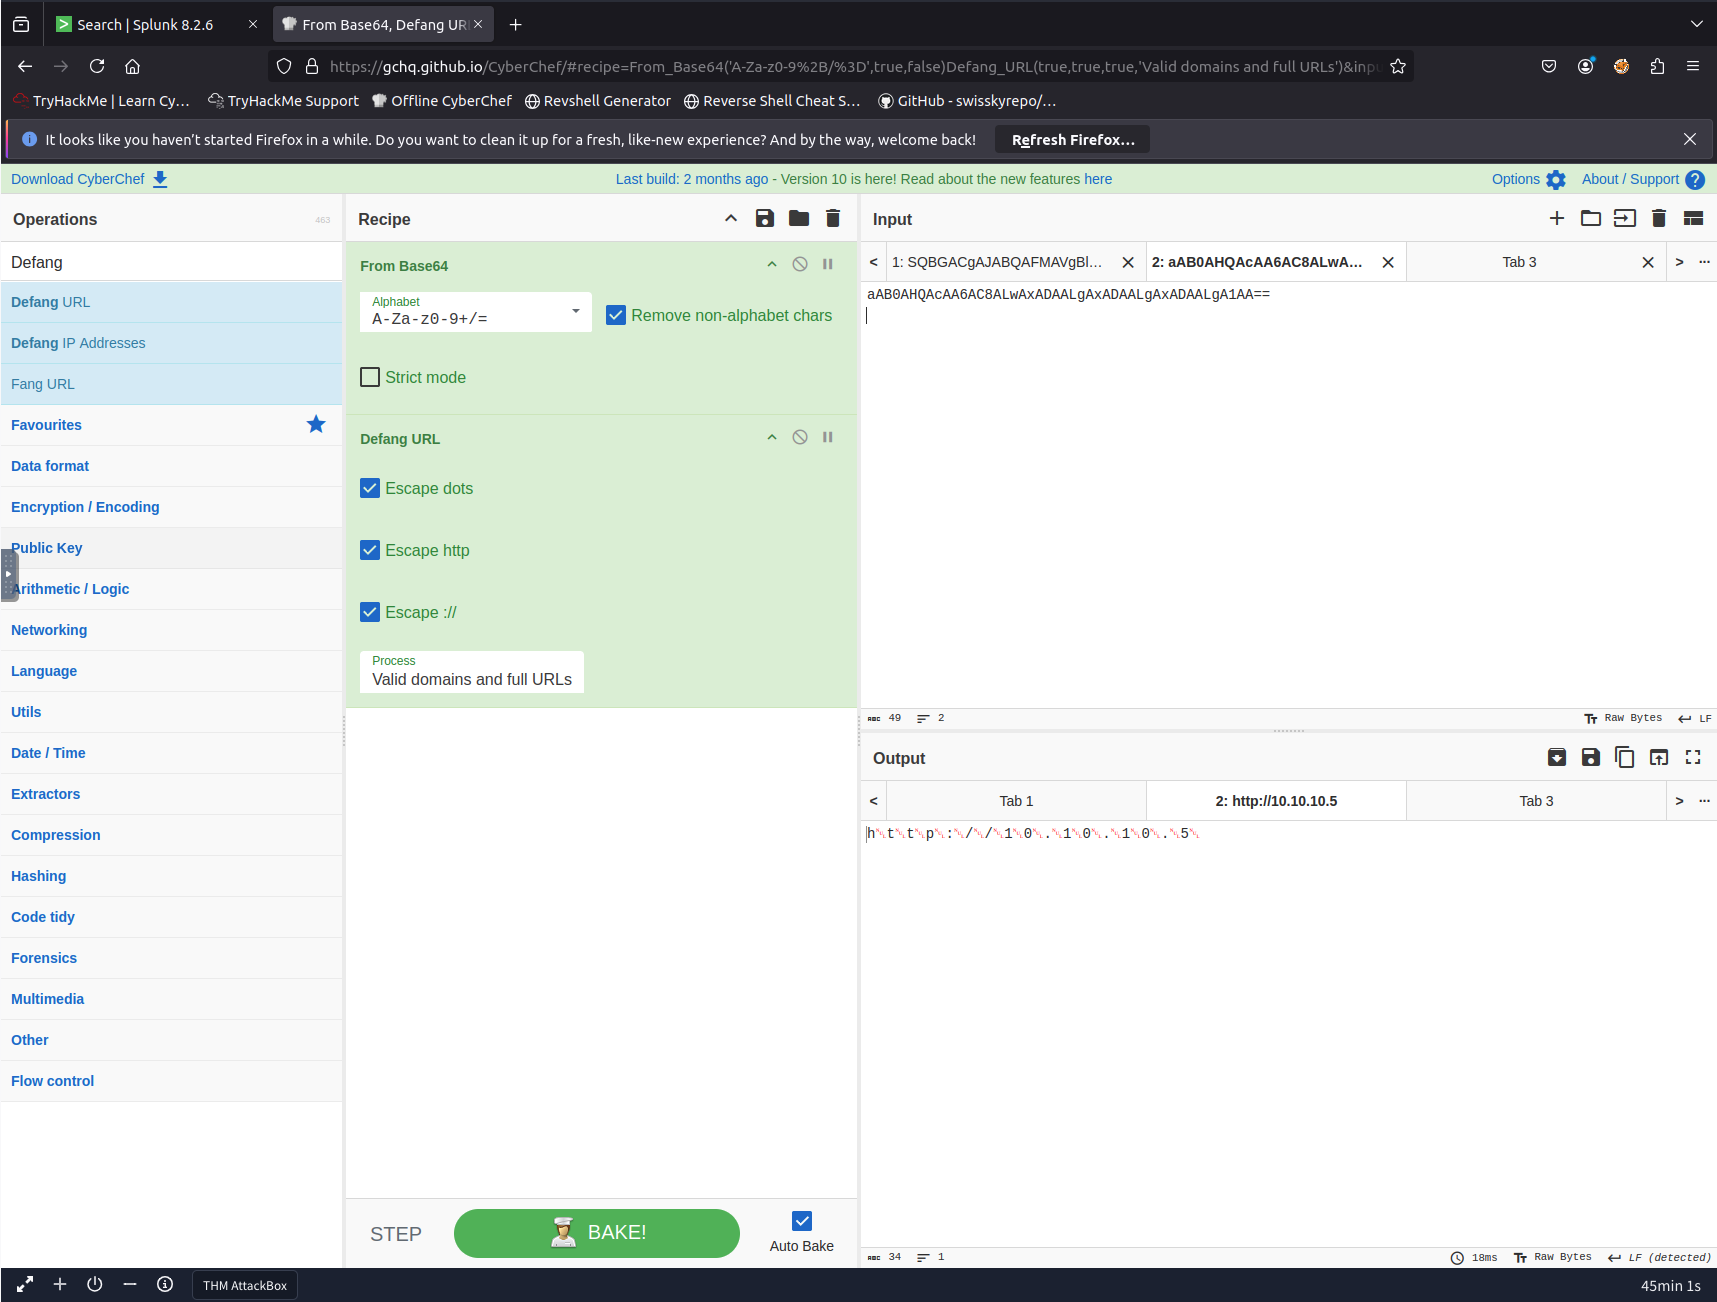 Search | Splunk 8.2.6
From Base64, Defang UR
https://gchq.github.io/CyberChef/#recipe=From_Base64('A-Za-z0-9%2B/%3D',true,false)Defang_URL(true,true,true,'Valid domains and full URLs')&inpu
TryHackMe | Learn Cy…
TryHackMe Support
Offline CyberChef
Revshell Generator
Reverse Shell Cheat S…
GitHub - swisskyrepo/…
It looks like you haven't started Firefox in a while. Do you want to clean it up for a fresh, like-new experience? And by the way, welcome back!
Refresh Firefox…
Download CyberChef
Last build: 2 months ago - Version 10 is here! Read about the new features here
Options
About / Support
Operations
463
Recipe
Input
Defang
Defang URL
Defang IP Addresses
Fang URL
Favourites
Data format
Encryption / Encoding
Public Key
Arithmetic / Logic
Networking
Language
Utils
Date / Time
Extractors
Compression
Encryption
Hashing
Code tidy
Forensics
Multimedia
Other
Flow control
From Base64
Alphabet
A-Za-z0-9+/=
Remove non-alphabet chars
Strict mode
Defang URL
Escape dots
Escape http
Escape ://
Process
Valid domains and full URLs
STEP
BAKE!
Auto Bake
1: SQBGACgAJABQAFMAVgBl…
2: aAB0AHQAcAA6AC8ALwA…
Tab 3
aAB0AHQAcAA6AC8ALwAxADAALgAxADAALgAxADAALgA1AA==
ABC 49
2
Raw Bytes
LF
Output
Tab 1
2: http://10.10.10.5
Tab 3
h␀t␀t␀p␀:␀/␀/␀1␀0␀.␀1␀0␀.␀1␀0␀.␀5␀
ABC 34
1
18ms
Raw Bytes
LF (detected)
THM AttackBox
45min 1s